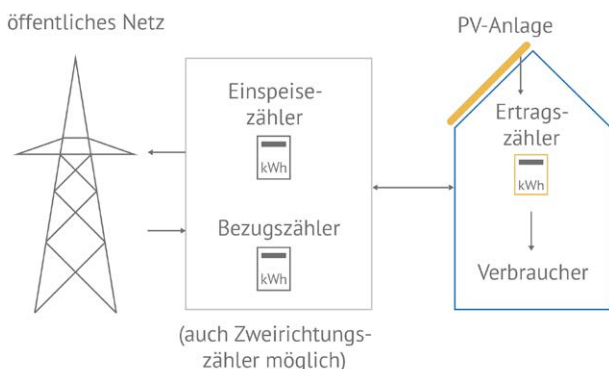 öffentliches Netz
PV-Anlage
Einspeise-
zähler
kWh
Bezugszähler
kWh
(auch Zweirichtungs-
zähler möglich)
Ertrags-
zähler
kWh
Verbraucher